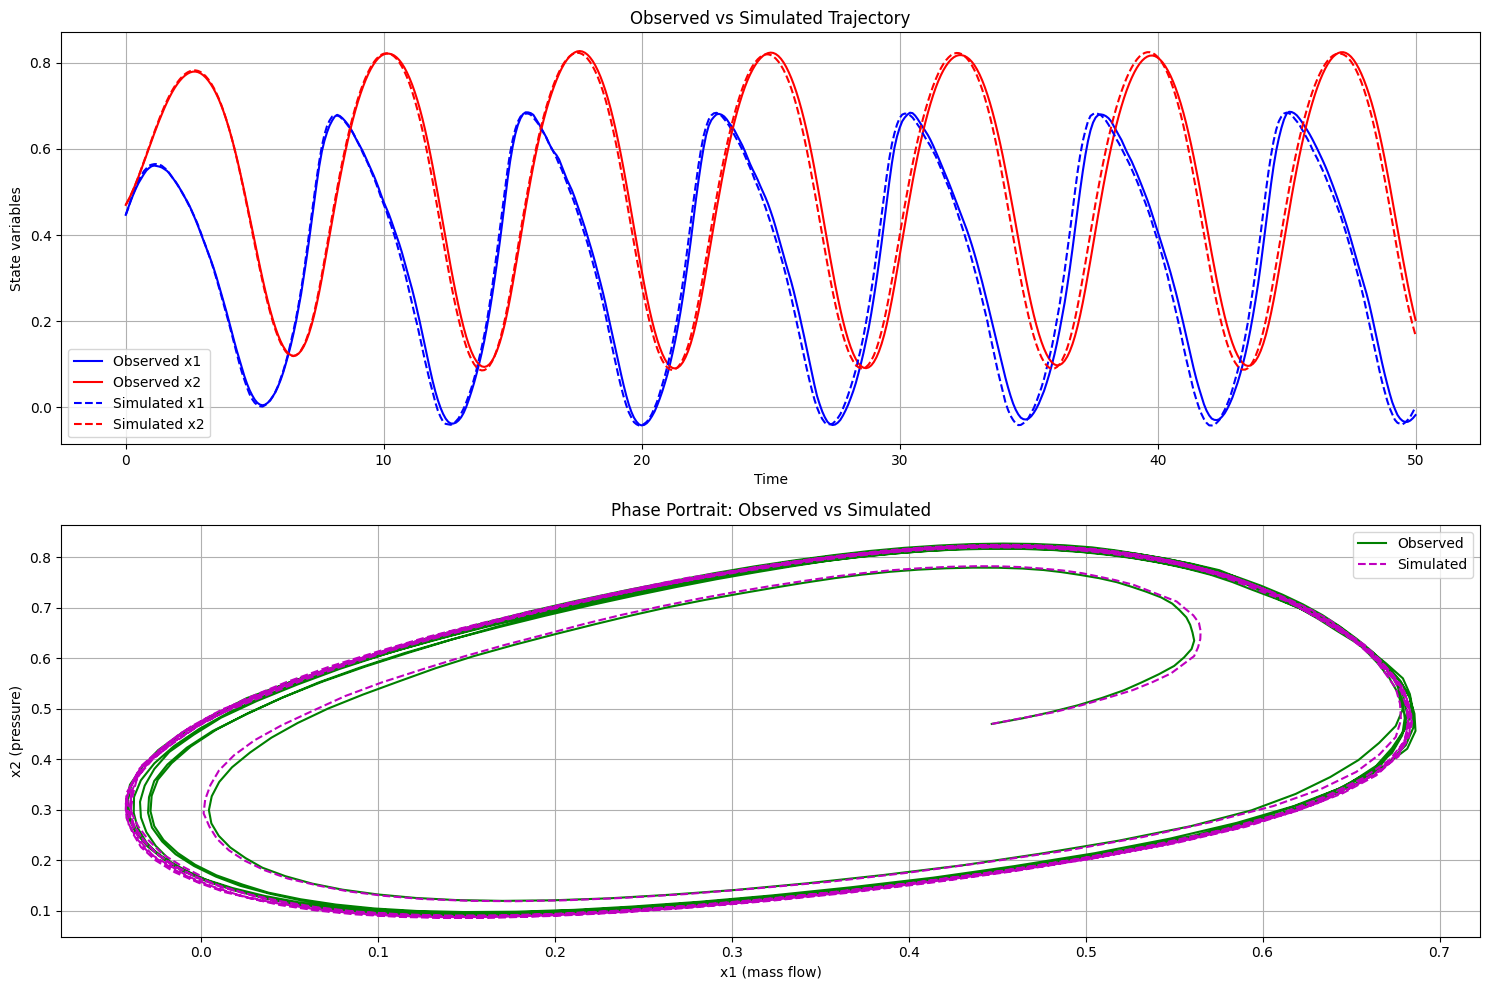 Observed vs Simulated Trajectory
State variables
0.8
0.6
0.4
0.2
0.0
Observed x1
Observed x2
Simulated x1
Simulated x2
0 10 20 30 40 50
Time
Phase Portrait: Observed vs Simulated
x2 (pressure)
0.8
0.7
0.6
0.5
0.4
0.3
0.2
0.1
Observed
Simulated
0.0 0.1 0.2 0.3 0.4 0.5 0.6 0.7
x1 (mass flow)